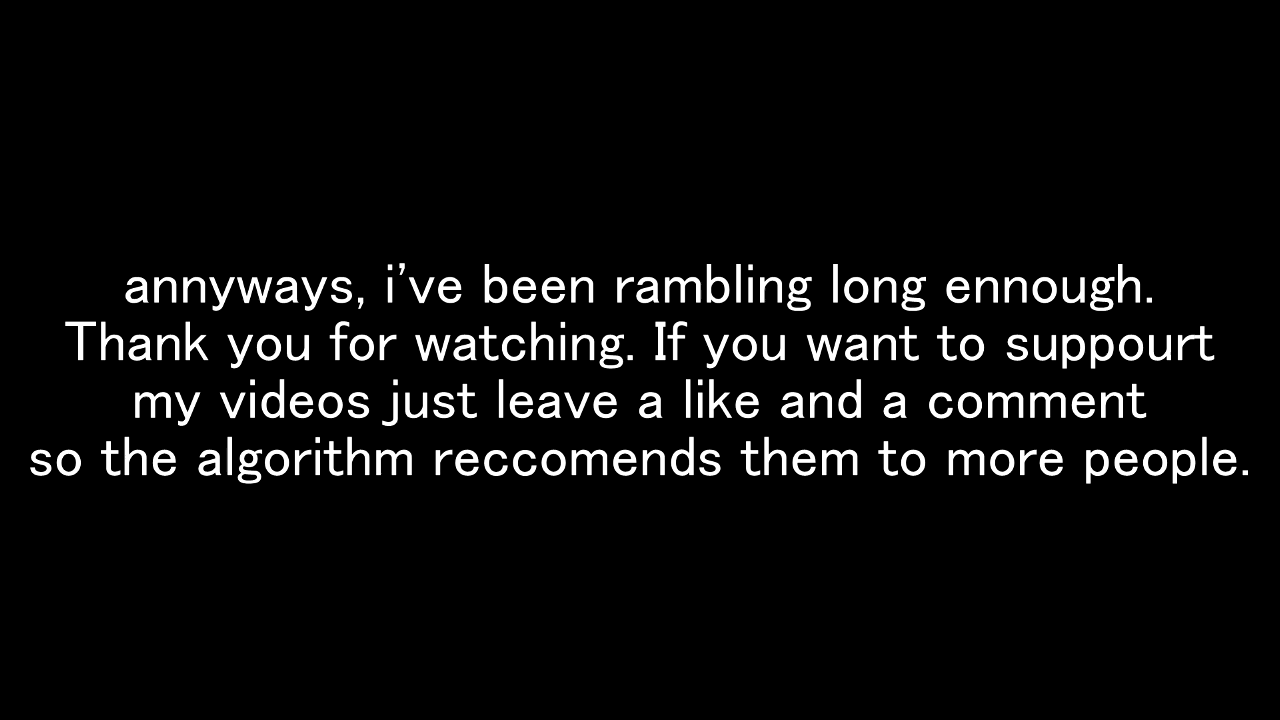 annyways, i've been rambling long ennough.
Thank you for watching. If you want to suppourt
my videos just leave a like and a comment
so the algorithm reccomends them to more people.